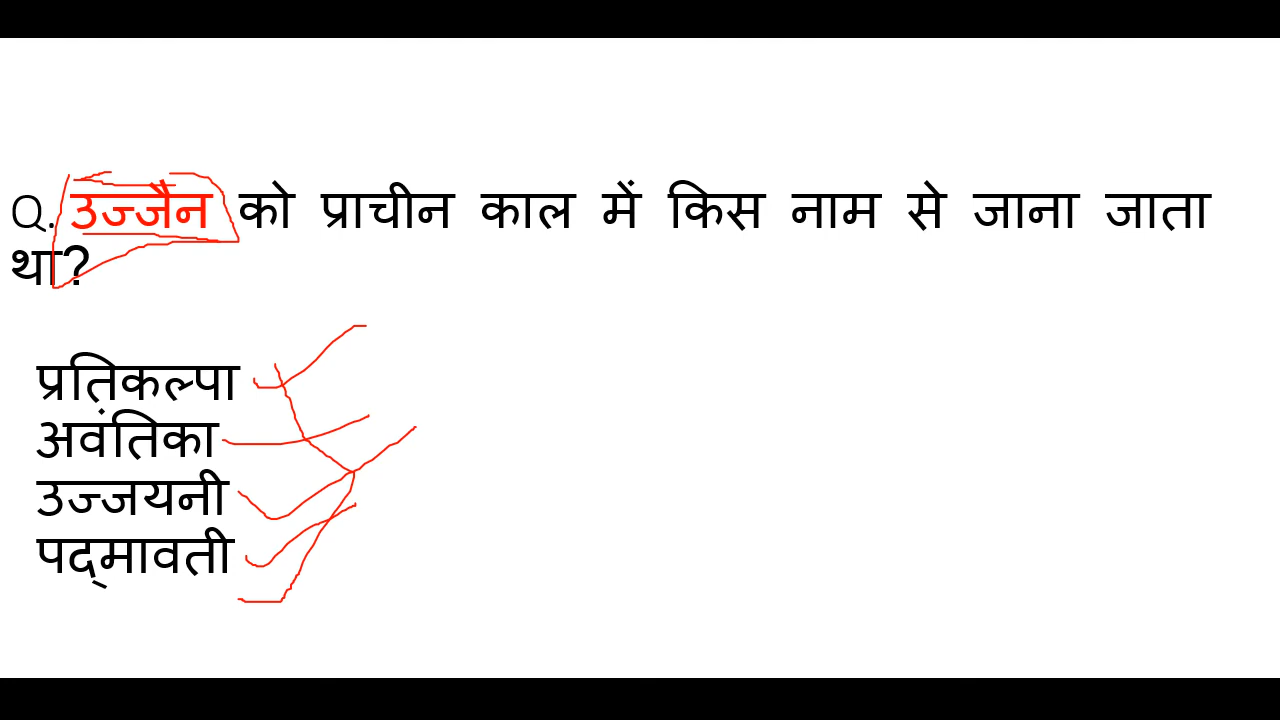 Q. उज्जैन को प्राचीन काल में किस नाम से जाना जाता
था?
प्रतिकल्पा
अवंतिका
उज्जयनी
पद्‌मावती